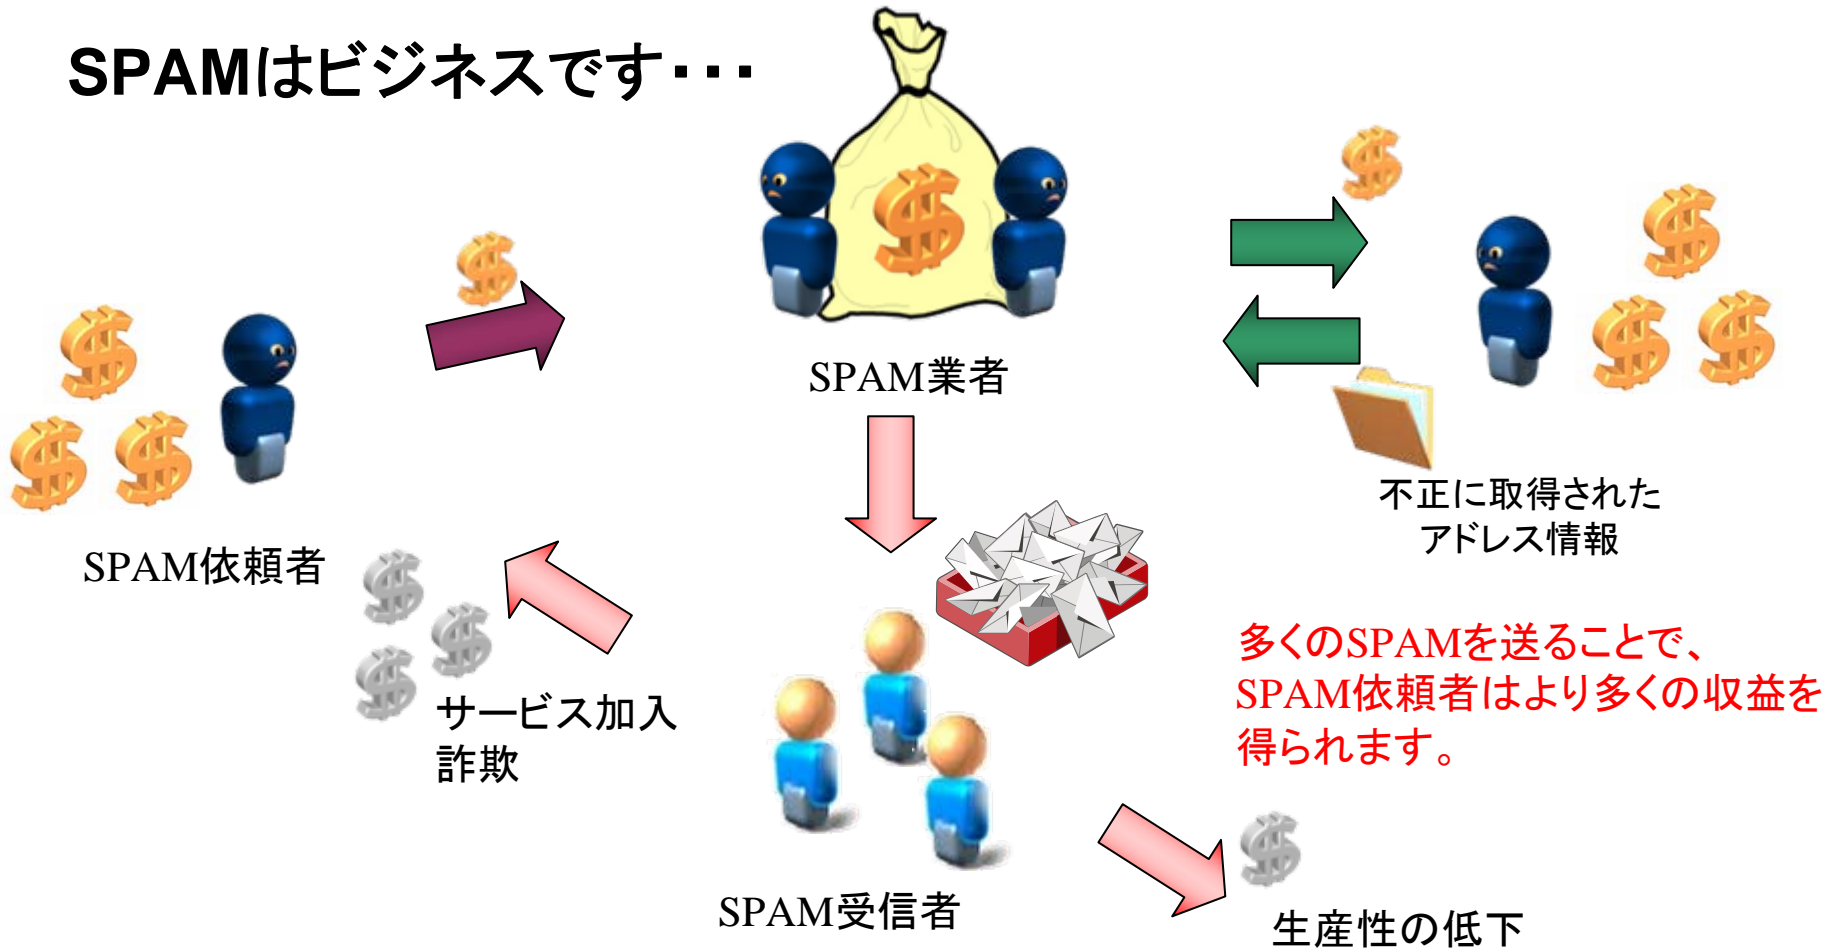 SPAMはビジネスです・・・
SPAM業者
不正に取得された
アドレス情報
SPAM依頼者
サービス加入
詐欺
多くのSPAMを送ることで、
SPAM依頼者はより多くの収益を
得られます。
SPAM受信者
生産性の低下